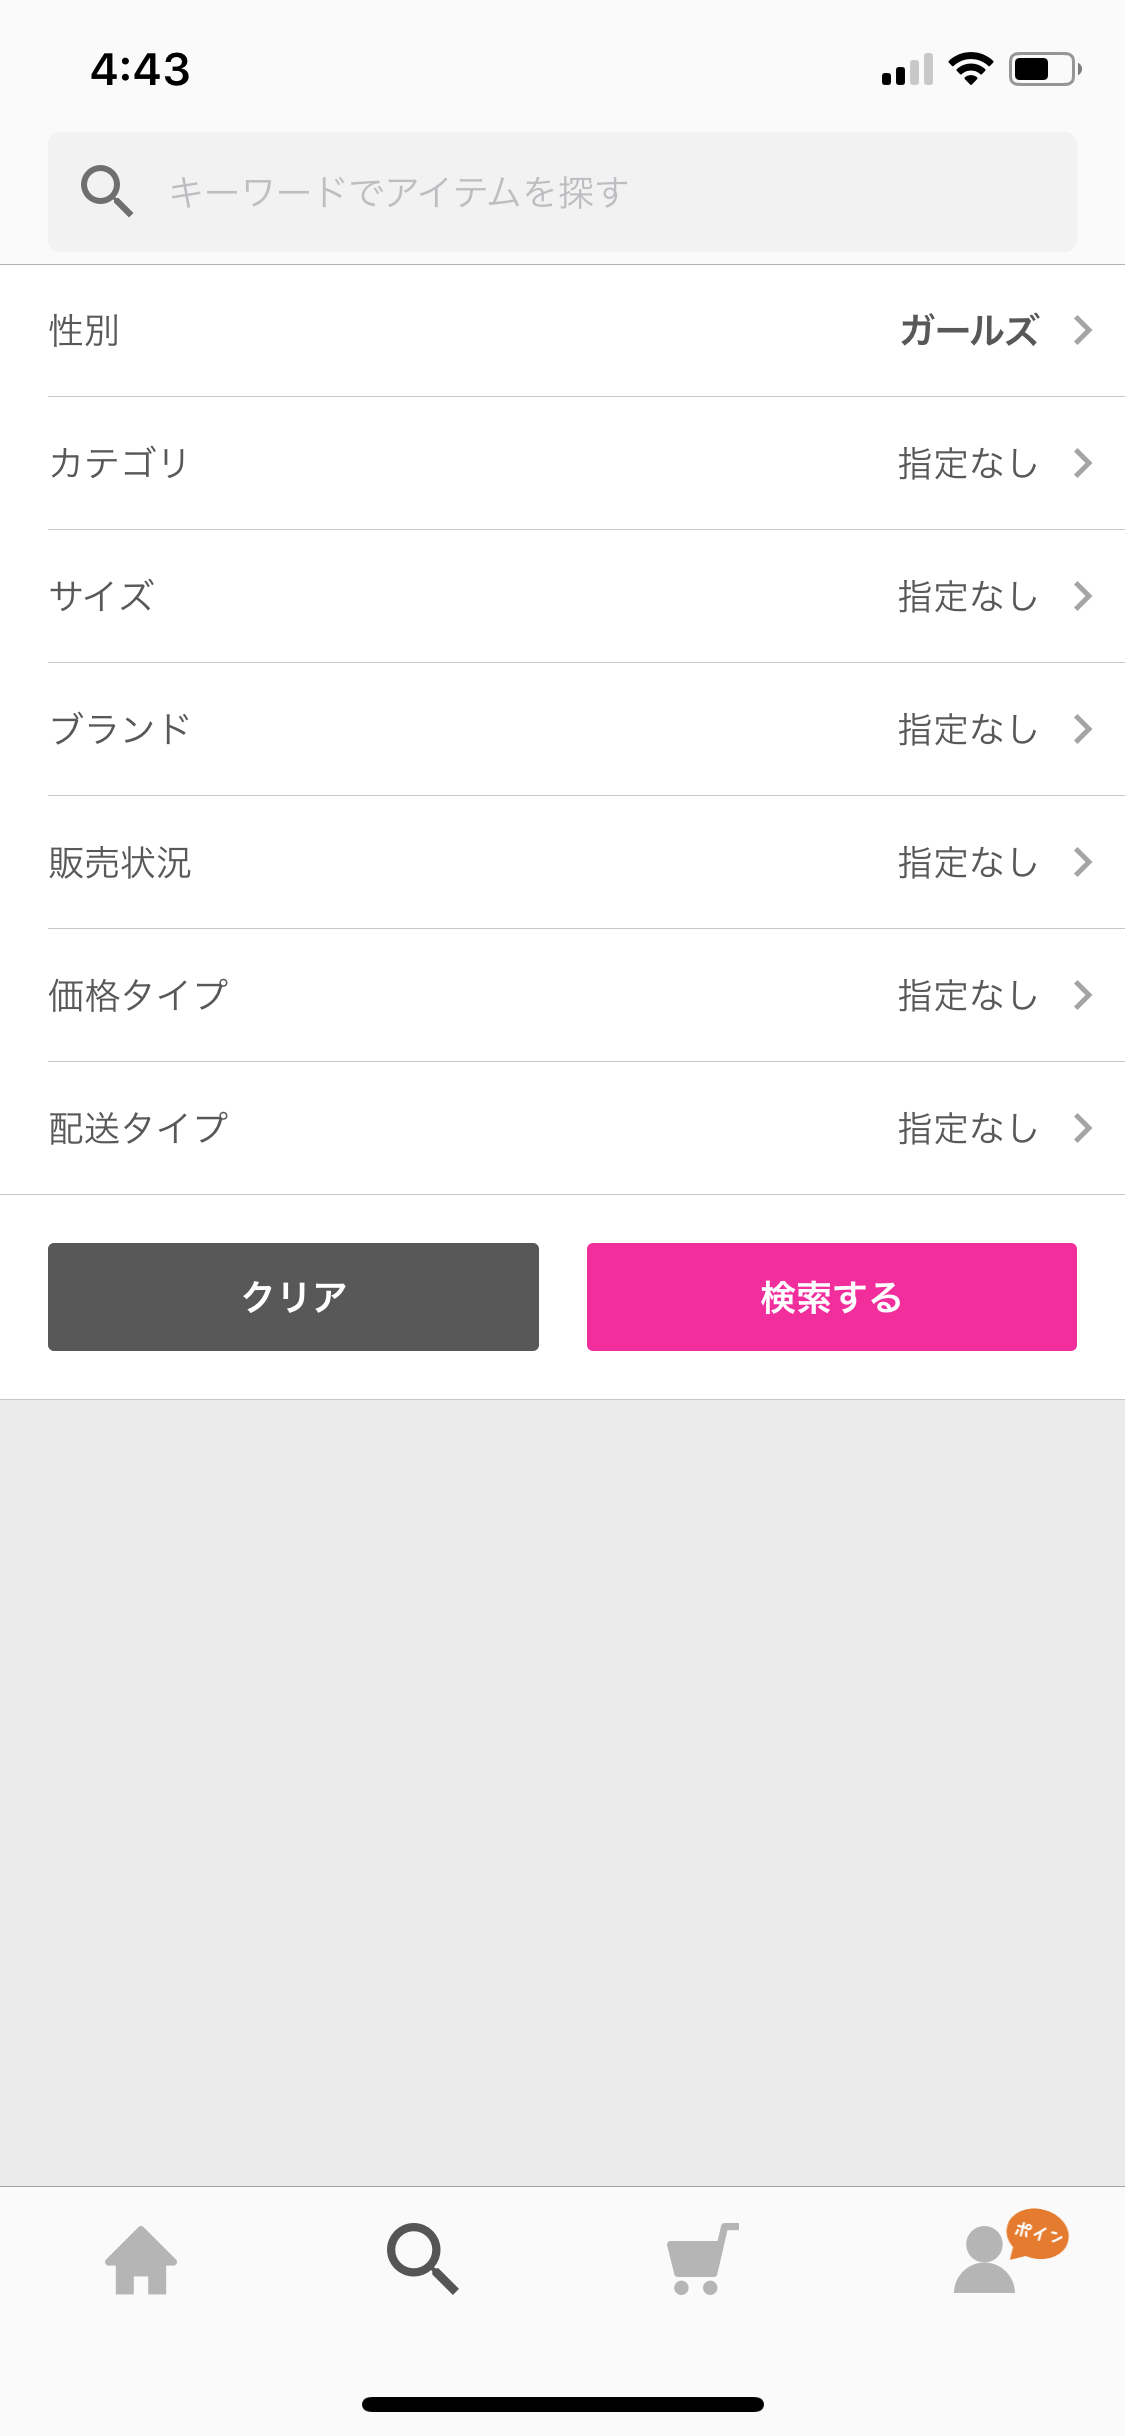 4:43
キーワードでアイテムを探す
性別 ガールズ
カテゴリ 指定なし
サイズ 指定なし
ブランド 指定なし
販売状況 指定なし
価格タイプ 指定なし
配送タイプ 指定なし
クリア 検索する
ポイン